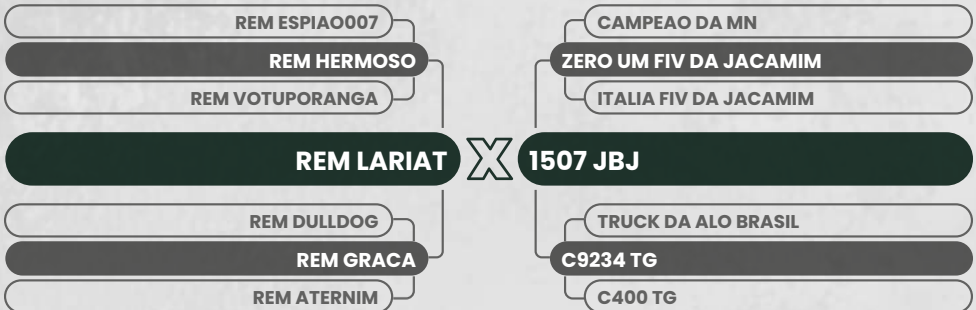 REM ESPIAO007
REM HERMOSO
REM VOTUPORANGA
REM LARIAT
REM DULLDOG
REM GRACA
REM ATERNIM
X
CAMPEAO DA MN
ZERO UM FIV DA JACAMIM
ITALIA FIV DA JACAMIM
1507 JBJ
TRUCK DA ALO BRASIL
C9234 TG
C400 TG